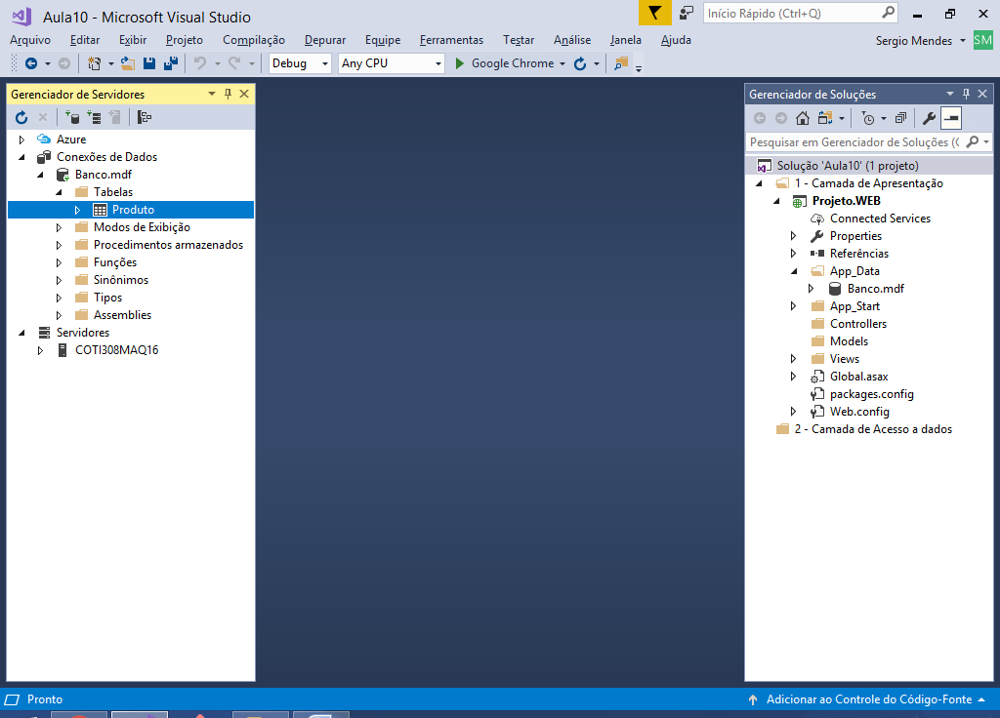 Aula10 - Microsoft Visual Studio
Início Rápido (Ctrl+Q)
Arquivo Editar Exibir Projeto Compilação Depurar Equipe Ferramentas Testar Análise Janela Ajuda
Sergio Mendes
SM
Debug Any CPU Google Chrome
Gerenciador de Servidores
Azure
Conexões de Dados
Banco.mdf
Tabelas
Produto
Modos de Exibição
Procedimentos armazenados
Funções
Sinônimos
Tipos
Assemblies
Servidores
COTI308MAQ16
Gerenciador de Soluções
Pesquisar em Gerenciador de Soluções (
Solução 'Aula10' (1 projeto)
1 - Camada de Apresentação
Projeto.WEB
Connected Services
Properties
Referências
App_Data
Banco.mdf
App_Start
Controllers
Models
Views
Global.asax
packages.config
Web.config
2 - Camada de Acesso a dados
Pronto
Adicionar ao Controle do Código-Fonte